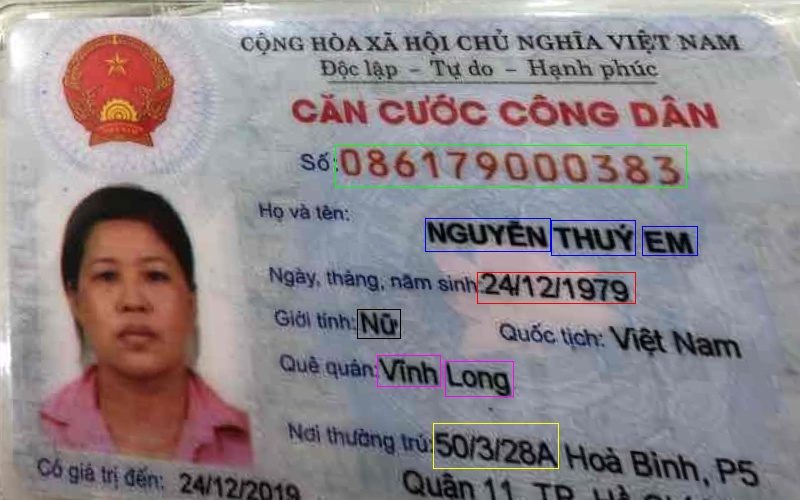 CỘNG HÒA XÃ HỘI CHỦ NGHĨA VIỆT NAM
Độc lập - Tự do - Hạnh phúc
CĂN CƯỚC CÔNG DÂN
Số: 086179000383
Họ và tên:
NGUYỄN THUÝ EM
Ngày, tháng, năm sinh: 24/12/1979
Giới tính: Nữ Quốc tịch: Việt Nam
Quê quán: Vĩnh Long
Nơi thường trú: 50/3/28A Hoà Bình, P5
Có giá trị đến: 24/12/2019
Quận 11, TP.